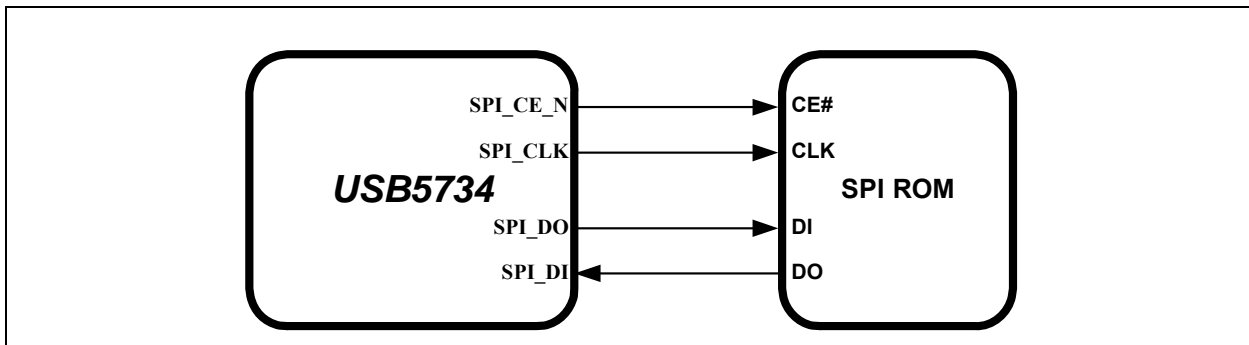 SPI_CE_N CE#
SPI_CLK CLK
USB5734 SPI ROM
SPI_DO DI
SPI_DI DO